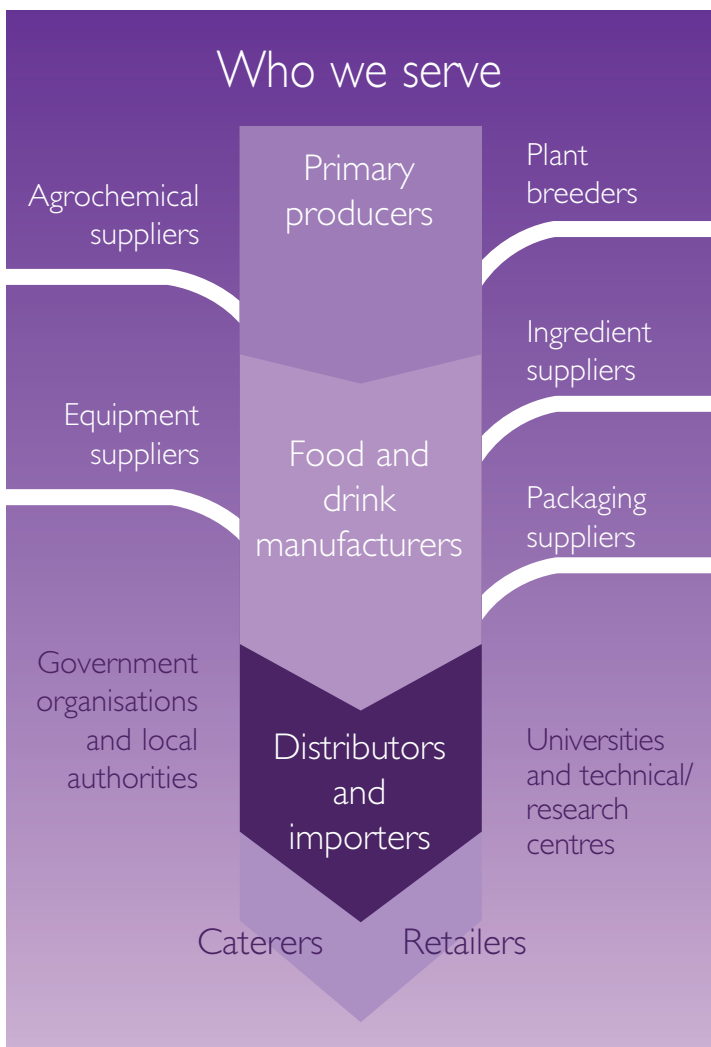 Who we serve
Primary
producers
Agrochemical
suppliers
Plant
breeders
Ingredient
suppliers
Equipment
suppliers
Food and
drink
manufacturers
Packaging
suppliers
Government
organisations
and local
authorities
Distributors
and
importers
Universities
and technical/
research
centres
Caterers
Retailers